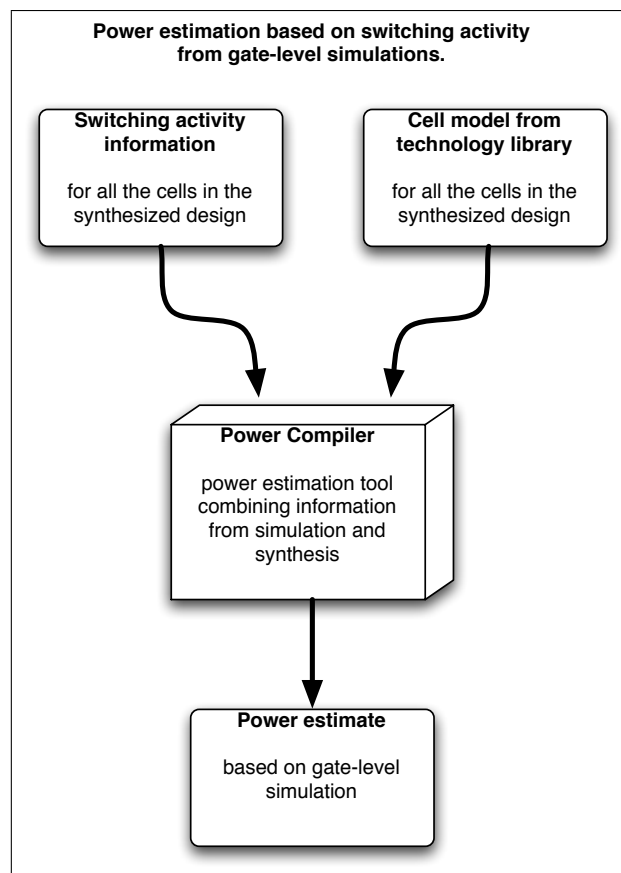 Power estimation based on switching activity
from gate-level simulations.
Switching activity
information
for all the cells in the
synthesized design
Cell model from
technology library
for all the cells in the
synthesized design
Power Compiler
power estimation tool
combining information
from simulation and
synthesis
Power estimate
based on gate-level
simulation